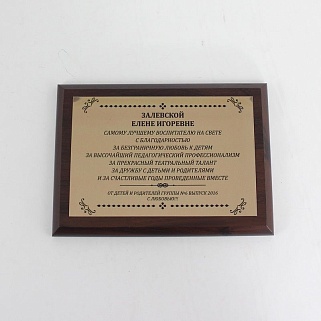 ЗАЛЕВСКОЙ
ЕЛЕНЕ ИГОРЕВНЕ
САМОМУ ЛУЧШЕМУ ВОСПИТАТЕЛЮ НА СВЕТЕ
С БЛАГОДАРНОСТЬЮ
ЗА БЕЗГРАНИЧНУЮ ЛЮБОВЬ К ДЕТЯМ
ЗА ВЫСОЧАЙШИЙ ПЕДАГОГИЧЕСКИЙ ПРОФЕССИОНАЛИЗМ
ЗА ПРЕКРАСНЫЙ ТЕАТРАЛЬНЫЙ ТАЛАНТ
ЗА ДРУЖБУ С ДЕТЬМИ И РОДИТЕЛЯМИ
И ЗА СЧАСТЛИВЫЕ ГОДЫ ПРОВЕДЕННЫЕ ВМЕСТЕ
ОТ ДЕТЕЙ И РОДИТЕЛЕЙ ГРУППЫ №6 ВЫПУСК 2016
С ЛЮБОВЬЮ!!!